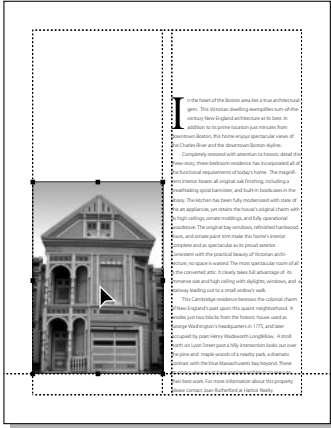 In the heart of the Boston area lies a true architectural
gem. This Victorian dwelling exemplifies turn-of-the-
century New England architecture at its best. In
addition to its prime location just minutes from
downtown Boston, this home enjoys spectacular views of
the Charles River and the downtown Boston skyline.
Completely restored with attention to historic detail this
three-story, three-bedroom residence has incorporated all of
the functional requirements of today's home. The magnifi-
ent interior boasts all original oak finishing, including a
breathtaking spiral bannister, and built-in bookcases in the
library. The kitchen has been fully modernized with state of
the art appliances, yet retains the house's original charm with
its high ceilings, ornate moldings, and fully operational
woodstove. The original bay windows, refinished hardwood
floors, and ornate paint trim make this home's interior
complete and as spectacular as its proud exterior.
Consistent with the practical beauty of Victorian archi-
tecture, no space is wasted. The most spectacular room of all
is the converted attic. It clearly takes full advantage of its
immense size and high ceiling with skylights, windows, and a
stairway leading out to a small widow's walk.
This Cambridge residence bestows the colonial charm
of New England's past upon this quaint neighborhood. It
resides just two blocks from the historic house used as
George Washington's headquarters in 1775, and later
occupied by poet Henry Wadsworth Longfellow. A stroll
north on Lyon Street past a hilly intersection looks out over
the pine and maple-woods of a nearby park, a dramatic
contrast with the blue Massachusetts bay beyond. These
their best work. For more information about this property
please contact Joan Roulterford at Harbor Realty.